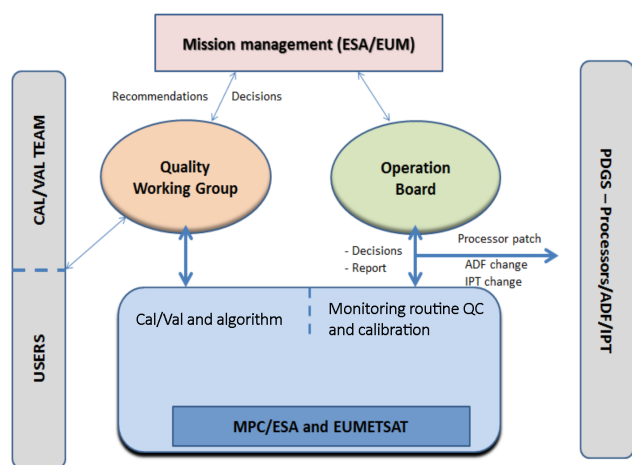 Mission management (ESA/EUM)
Recommendations
Decisions
CAL/VAL TEAM
USERS
Quality
Working Group
Operation
Board
- Decisions
- Report
Processor patch
ADF change
IPT change
PDGS – Processors/ADF/IPT
Cal/Val and algorithm
Monitoring routine QC
and calibration
MPC/ESA and EUMETSAT